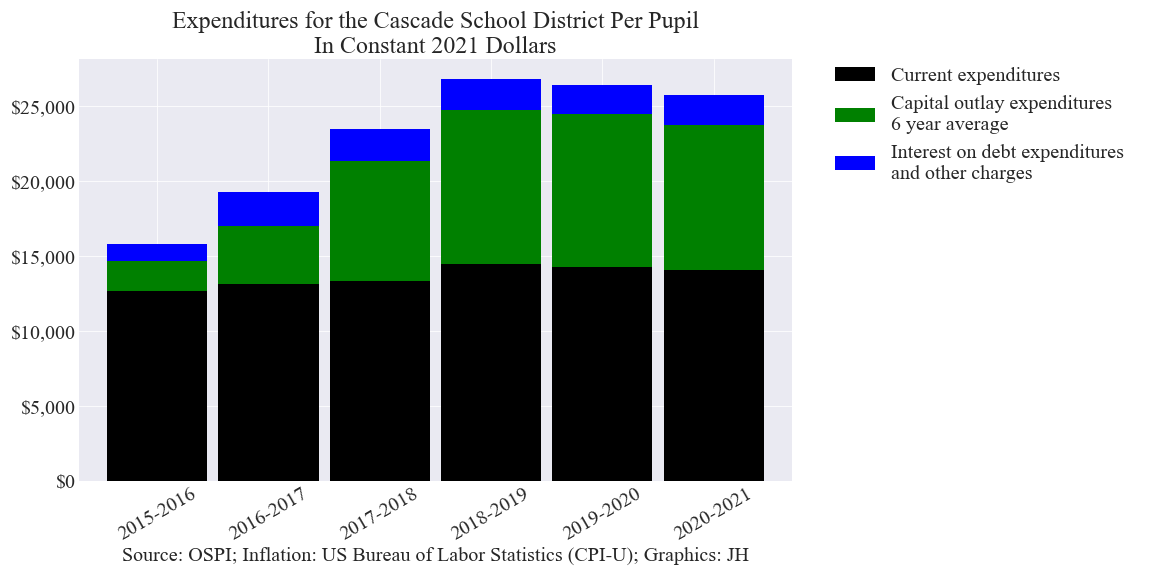 Expenditures for the Cascade School District Per Pupil
In Constant 2021 Dollars
$25,000
$20,000
$15,000
$10,000
$5,000
$0
2015-2016
2016-2017
2017-2018
2018-2019
2019-2020
2020-2021
Source: OSPI; Inflation: US Bureau of Labor Statistics (CPI-U); Graphics: JH
Current expenditures
Capital outlay expenditures
6 year average
Interest on debt expenditures
and other charges